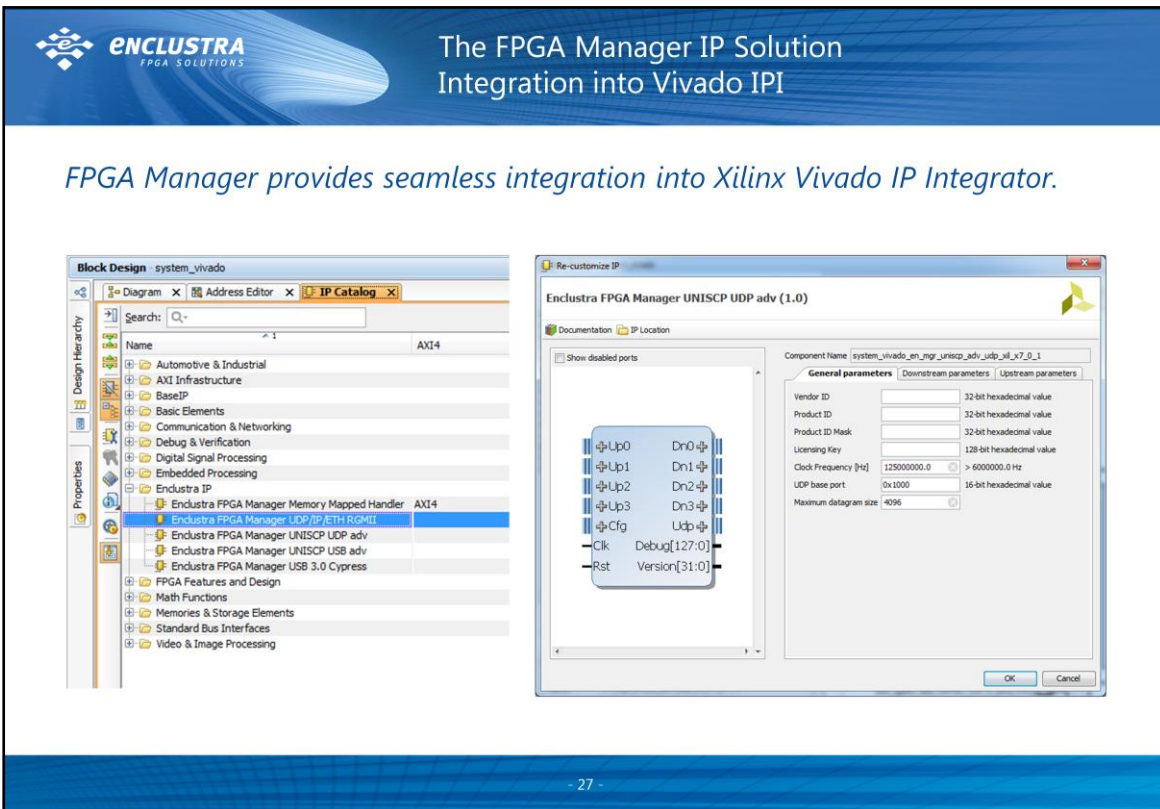 ENCLUSTRA
FPGA SOLUTIONS
The FPGA Manager IP Solution
Integration into Vivado IPI
FPGA Manager provides seamless integration into Xilinx Vivado IP Integrator.
Block Design - system_vivado
Diagram X Address Editor X IP Catalog X
Design Hierarchy
Properties
Search: Q-
Name 1 AXI4
Automotive & Industrial
AXI Infrastructure
BaseIP
Basic Elements
Communication & Networking
Debug & Verification
Digital Signal Processing
Embedded Processing
Enclustra IP
Enclustra FPGA Manager Memory Mapped Handler AXI4
Enclustra FPGA Manager UDP/IP/ETH RGMII
Enclustra FPGA Manager UNISCP UDP adv
Enclustra FPGA Manager UNISCP USB adv
Enclustra FPGA Manager USB 3.0 Cypress
FPGA Features and Design
Math Functions
Memories & Storage Elements
Standard Bus Interfaces
Video & Image Processing
Re-customize IP
Enclustra FPGA Manager UNISCP UDP adv (1.0)
Documentation IP Location
Show disabled ports
Up0 Dn0
Up1 Dn1
Up2 Dn2
Up3 Dn3
Cfg Udp
Clk Debug[127:0]
Rst Version[31:0]
Component Name system_vivado_en_mgr_uniscp_adv_udp_xil_x7_0_1
General parameters Downstream parameters Upstream parameters
Vendor ID 32-bit hexadecimal value
Product ID 32-bit hexadecimal value
Product ID Mask 32-bit hexadecimal value
Licensing Key 128-bit hexadecimal value
Clock Frequency [Hz] 125000000.0 > 6000000.0 Hz
UDP base port 0x1000 16-bit hexadecimal value
Maximum datagram size 4096
OK Cancel
- 27 -